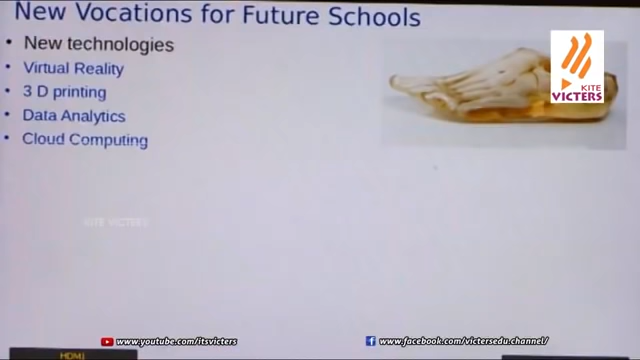 New Vocations for Future Schools
• New technologies
• Virtual Reality
• 3 D printing
• Data Analytics
• Cloud Computing
KITE
VICTERS
KITE VICTERS
www.youtube.com/itsvicters
www.facebook.com/victersedu.channel/
HDMI